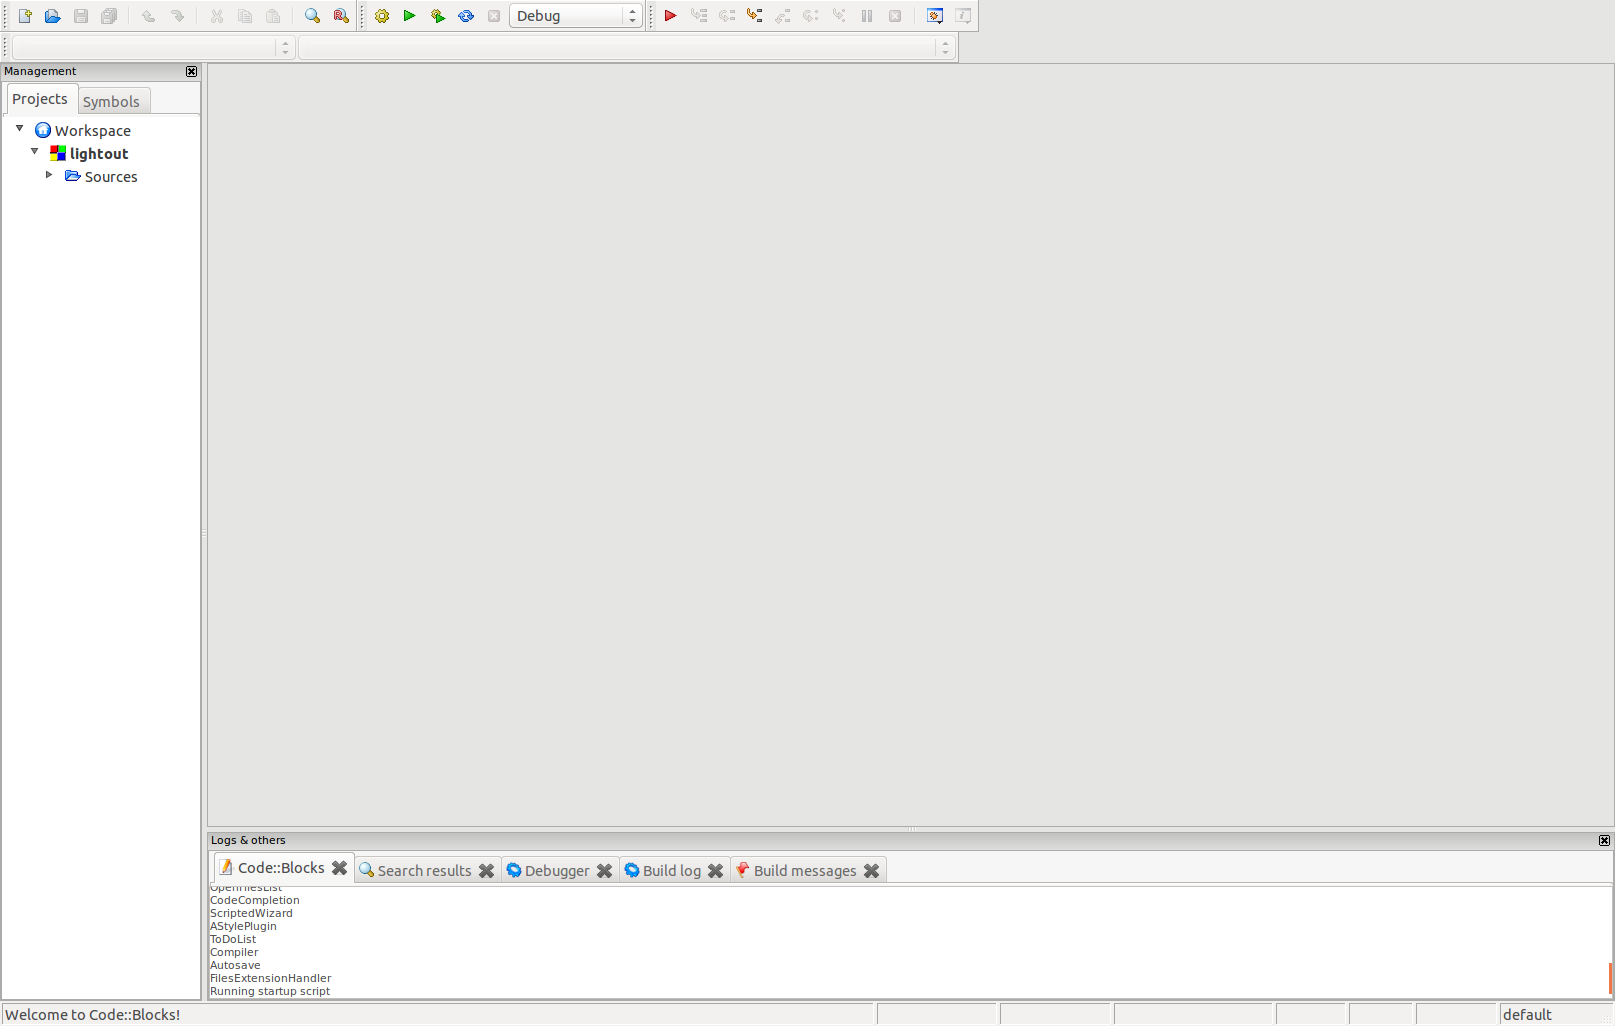 Debug
Management
Projects
Symbols
Workspace
lightout
Sources
Logs & others
Code::Blocks
Search results
Debugger
Build log
Build messages
OpenFilesList
CodeCompletion
ScriptedWizard
AStylePlugin
ToDoList
Compiler
Autosave
FilesExtensionHandler
Running startup script
Welcome to Code::Blocks!
default